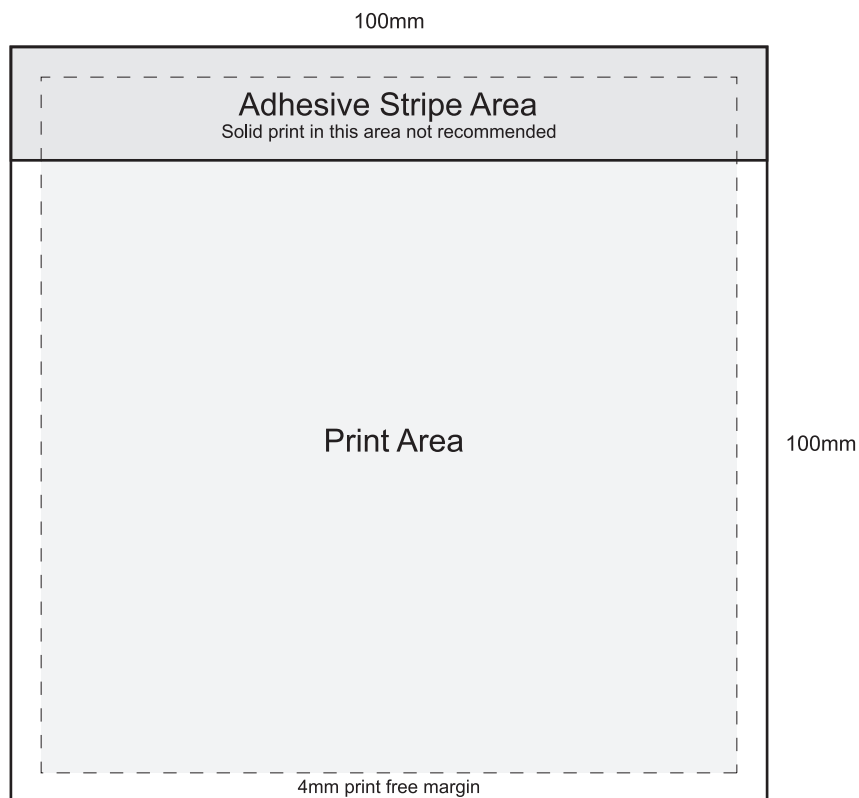 100mm
Adhesive Stripe Area
Solid print in this area not recommended
Print Area
100mm
4mm print free margin